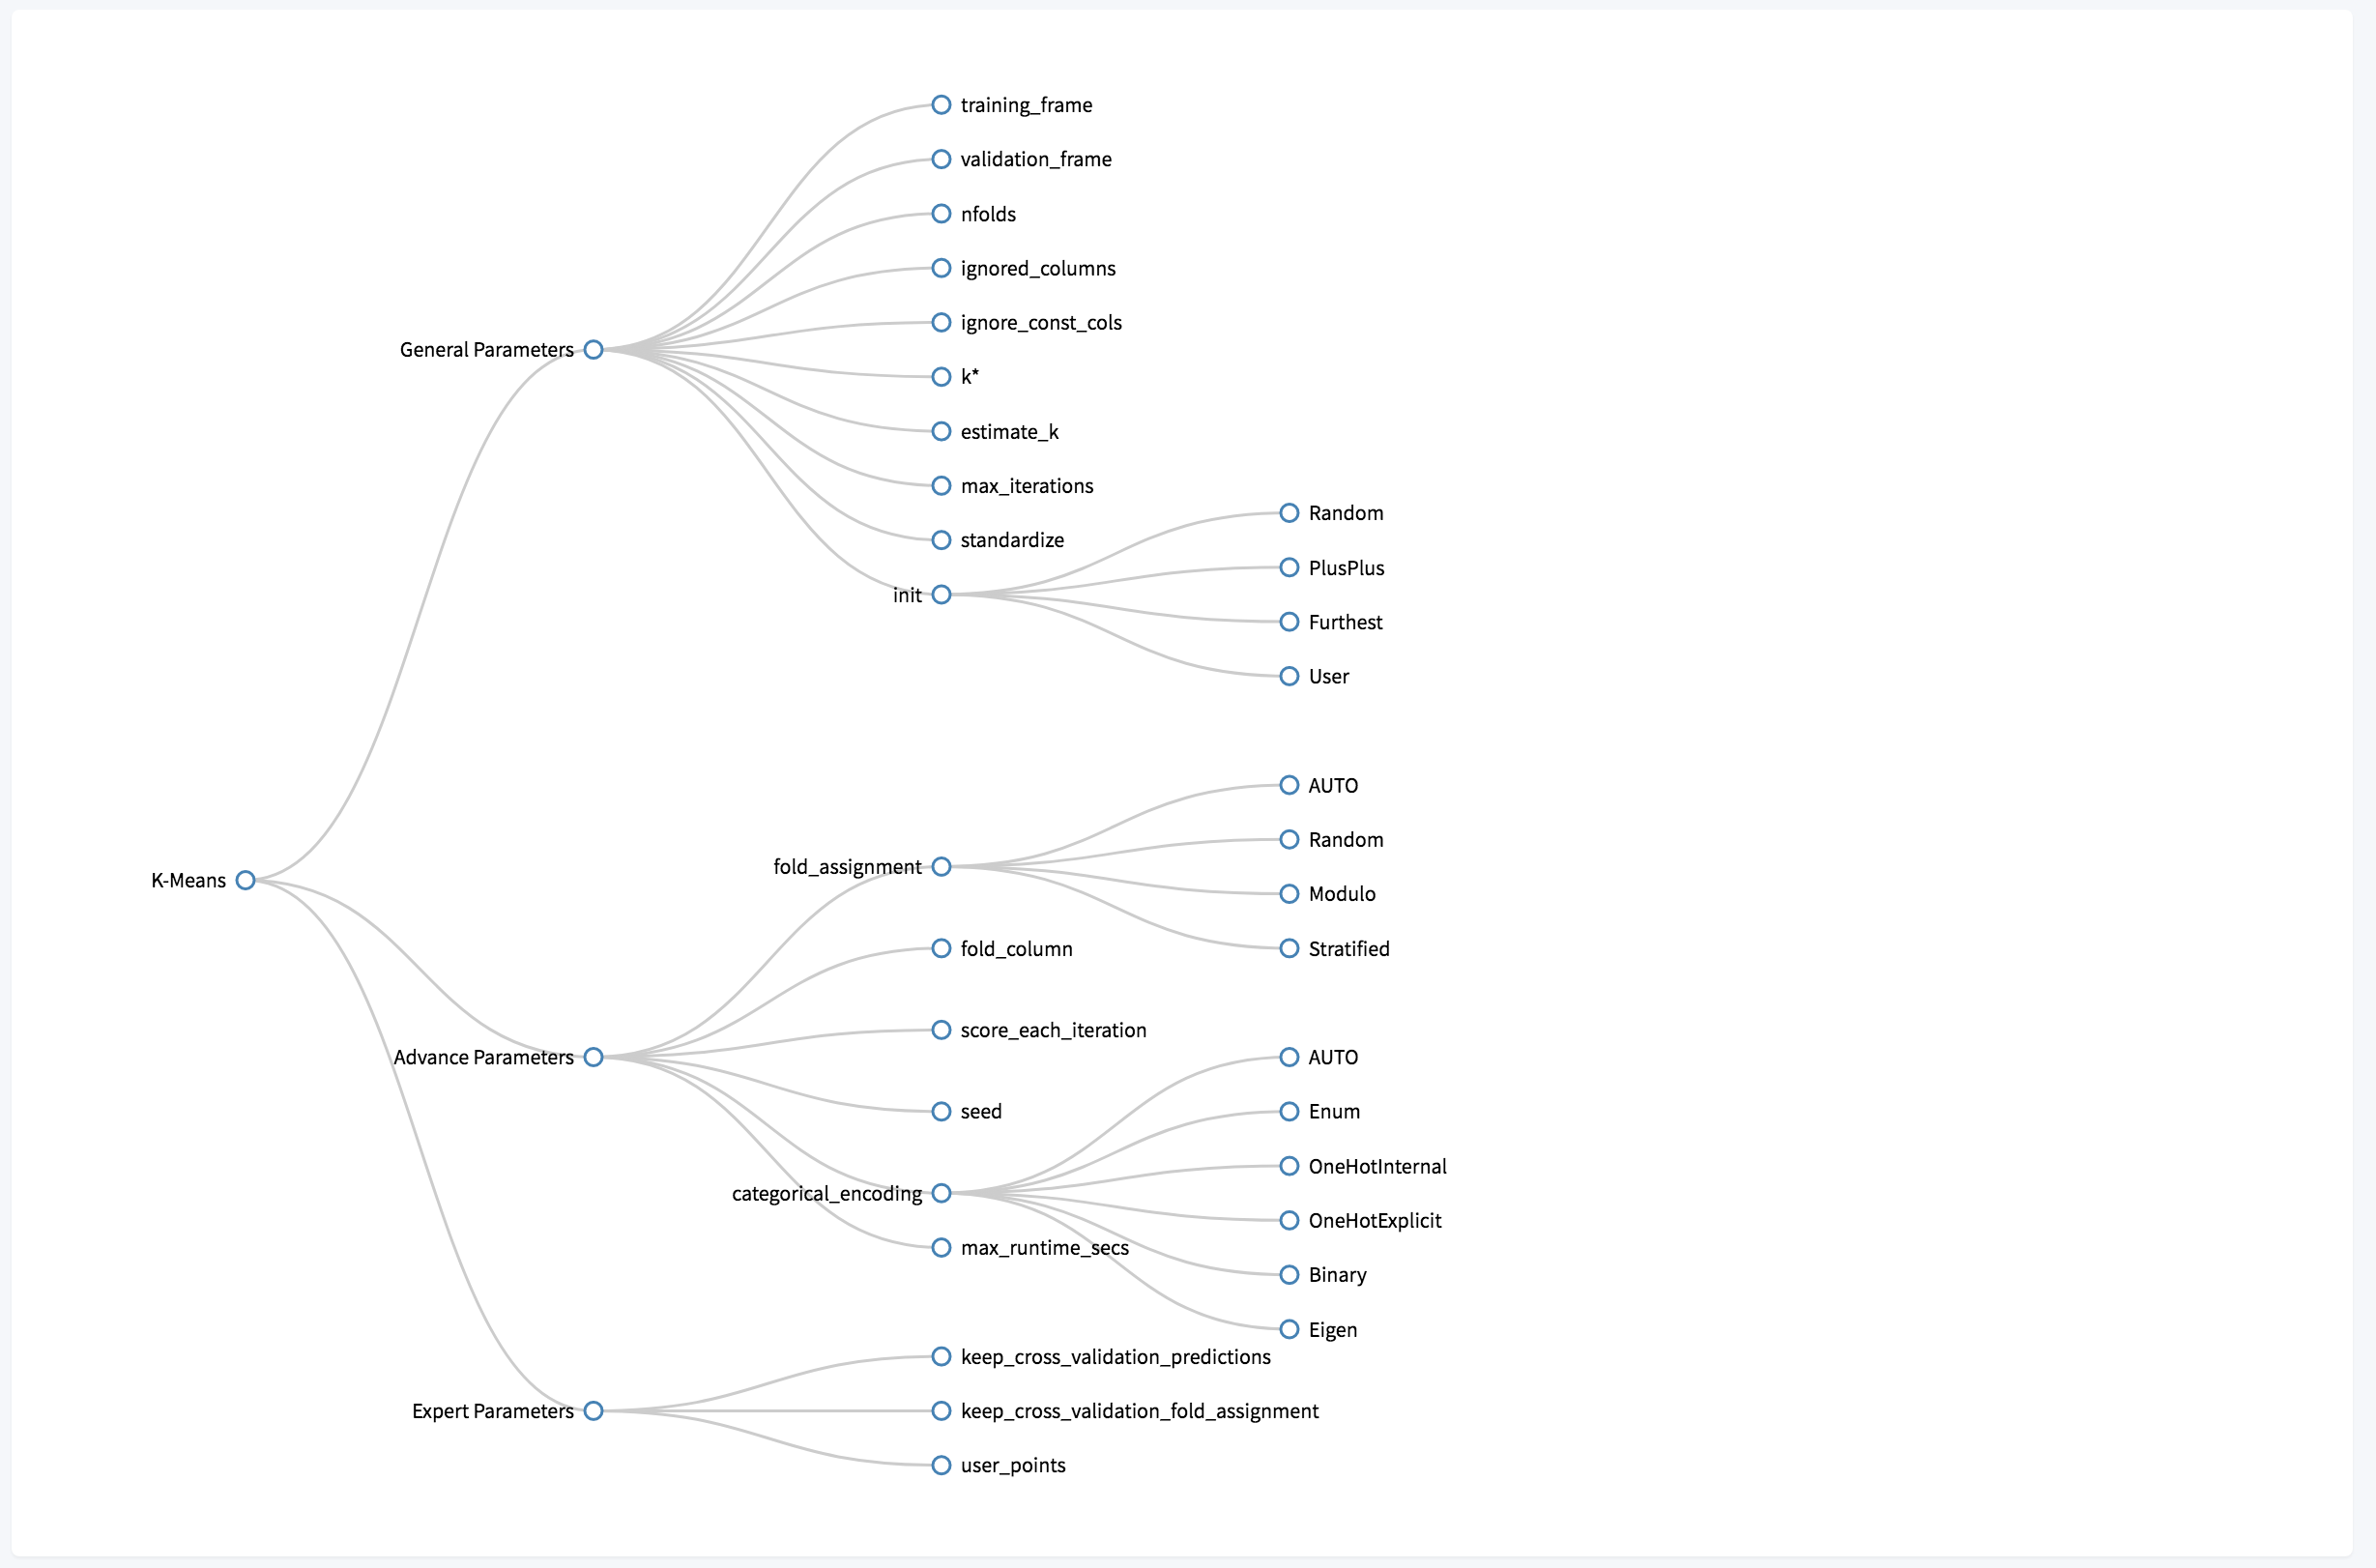 K-Means
General Parameters
training_frame
validation_frame
nfolds
ignored_columns
ignore_const_cols
k*
estimate_k
max_iterations
standardize
init
Random
PlusPlus
Furthest
User
Advance Parameters
fold_assignment
AUTO
Random
Modulo
Stratified
fold_column
score_each_iteration
seed
categorical_encoding
AUTO
Enum
OneHotInternal
OneHotExplicit
Binary
Eigen
max_runtime_secs
Expert Parameters
keep_cross_validation_predictions
keep_cross_validation_fold_assignment
user_points